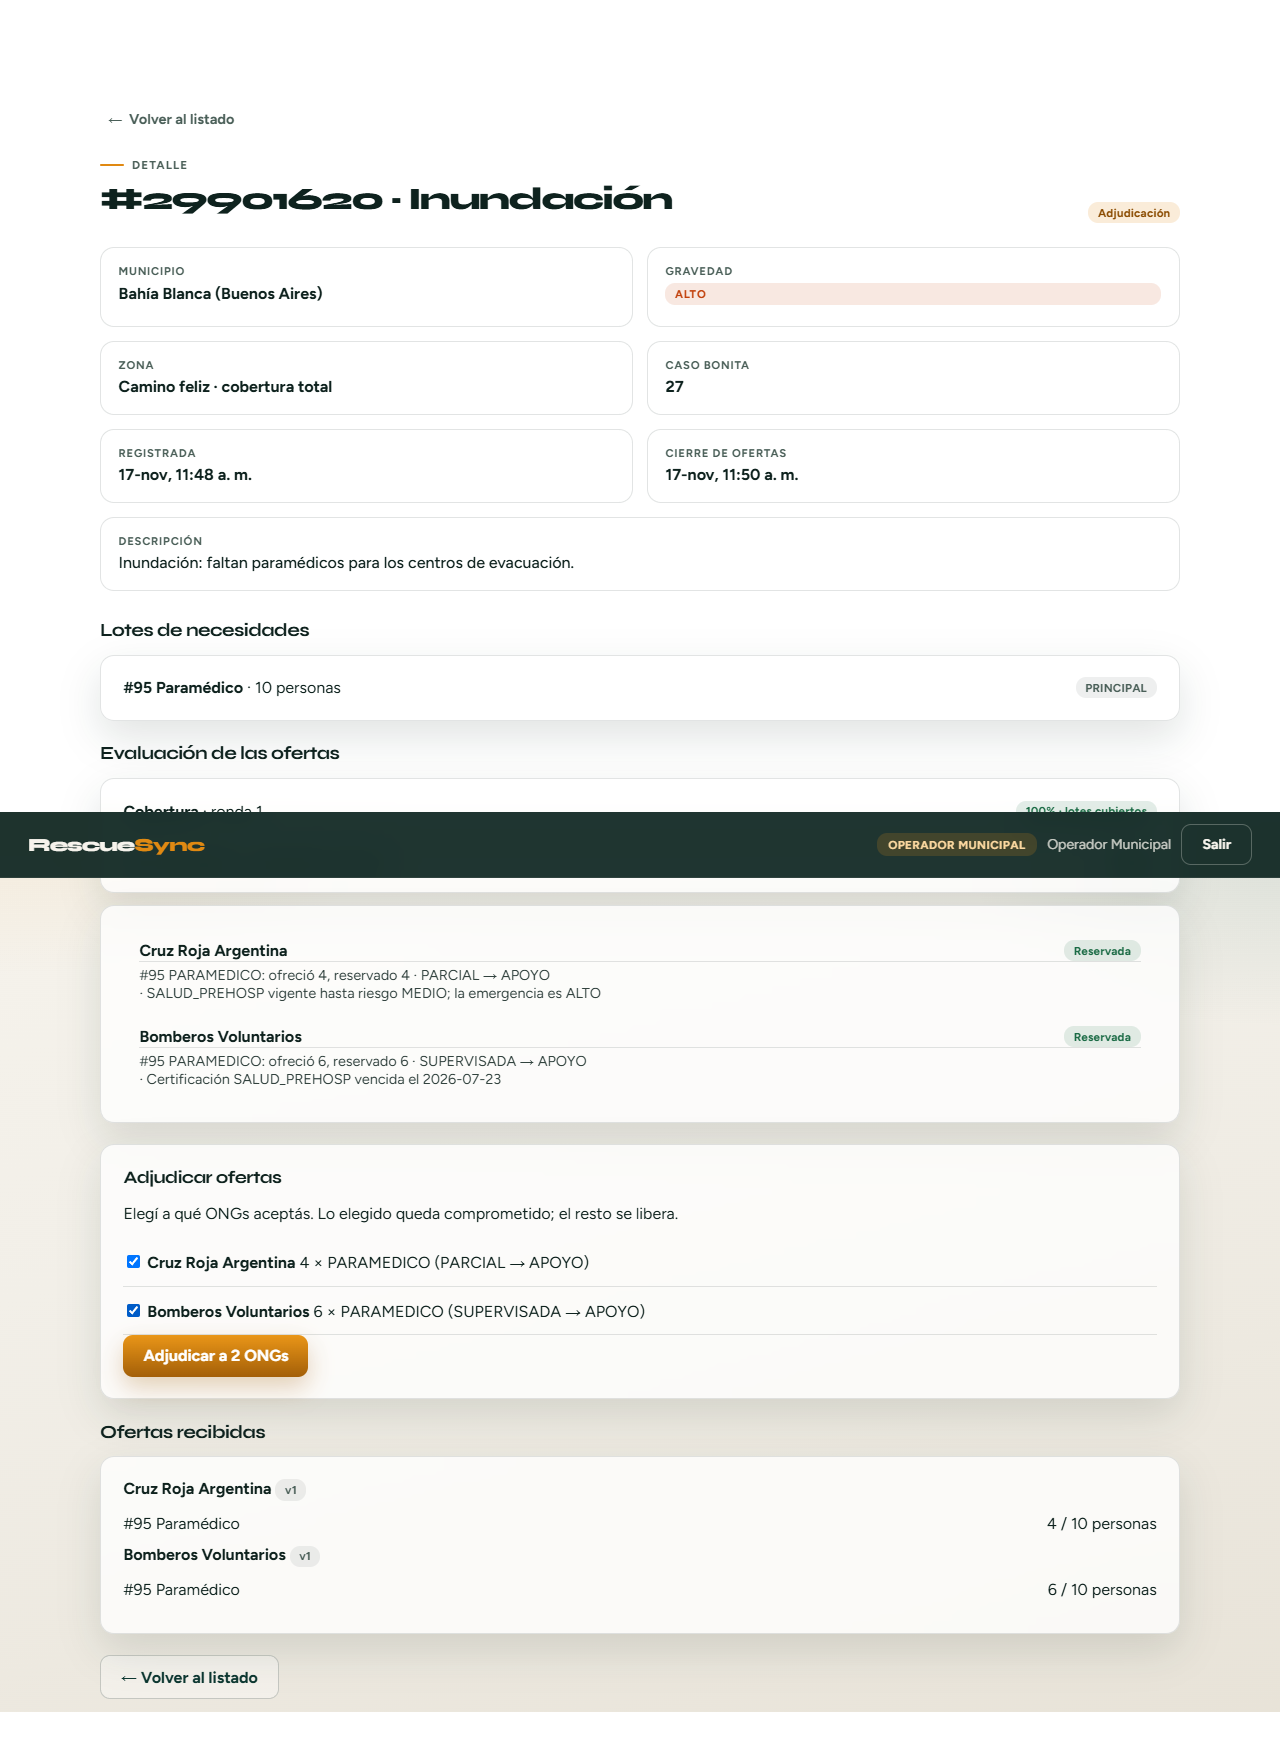 ← Volver al listado
DETALLE
#29901620 · Inundación
Adjudicación
MUNICIPIO
Bahía Blanca (Buenos Aires)
GRAVEDAD
ALTO
ZONA
Camino feliz · cobertura total
CASO BONITA
27
REGISTRADA
17-nov, 11:48 a. m.
CIERRE DE OFERTAS
17-nov, 11:50 a. m.
DESCRIPCIÓN
Inundación: faltan paramédicos para los centros de evacuación.
Lotes de necesidades
#95 Paramédico · 10 personas
PRINCIPAL
Evaluación de las ofertas
Cobertura · ronda 1
100% · lotes cubiertos
RescueSync
OPERADOR MUNICIPAL
Operador Municipal
Salir
Cruz Roja Argentina
Reservada
#95 PARAMEDICO: ofreció 4, reservado 4 · PARCIAL → APOYO
· SALUD_PREHOSP vigente hasta riesgo MEDIO; la emergencia es ALTO
Bomberos Voluntarios
Reservada
#95 PARAMEDICO: ofreció 6, reservado 6 · SUPERVISADA → APOYO
· Certificación SALUD_PREHOSP vencida el 2026-07-23
Adjudicar ofertas
Elegí a qué ONGs aceptás. Lo elegido queda comprometido; el resto se libera.
Cruz Roja Argentina 4 × PARAMEDICO (PARCIAL → APOYO)
Bomberos Voluntarios 6 × PARAMEDICO (SUPERVISADA → APOYO)
Adjudicar a 2 ONGs
Ofertas recibidas
Cruz Roja Argentina v1
#95 Paramédico
4 / 10 personas
Bomberos Voluntarios v1
#95 Paramédico
6 / 10 personas
← Volver al listado